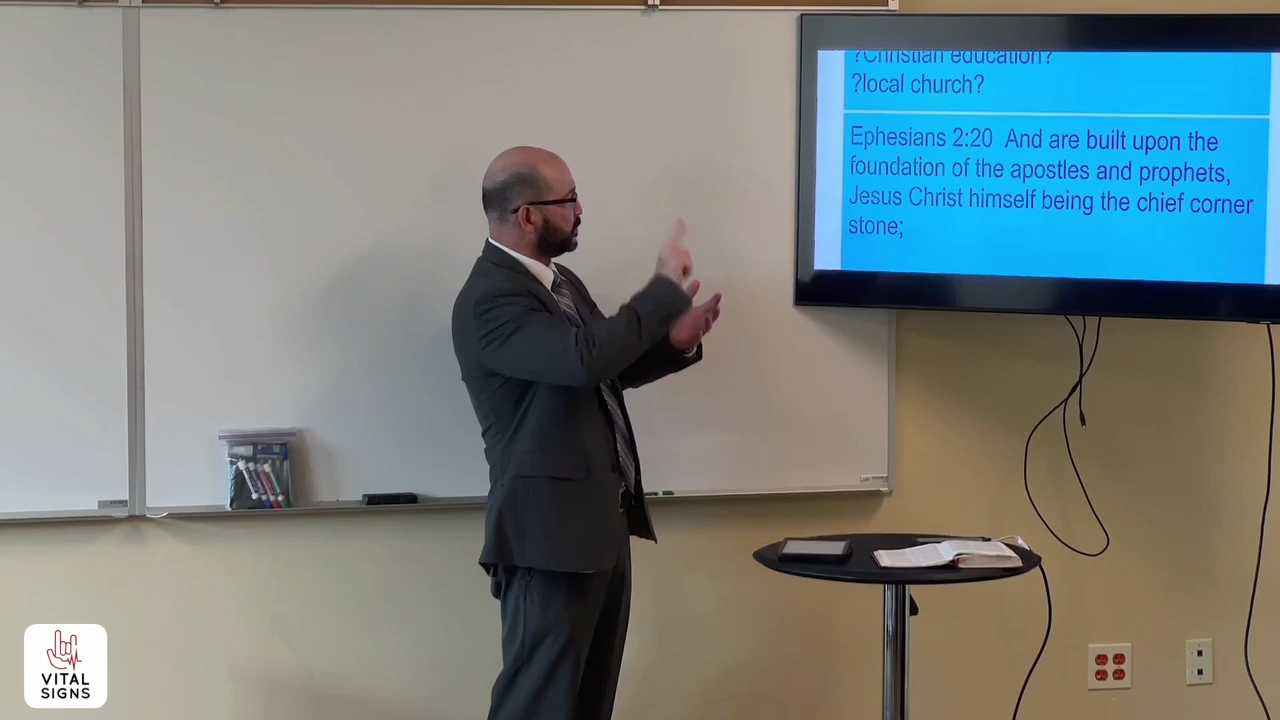 ?Christian education?
?local church?
Ephesians 2:20 And are built upon the
foundation of the apostles and prophets,
Jesus Christ himself being the chief corner
stone;
VITAL
SIGNS